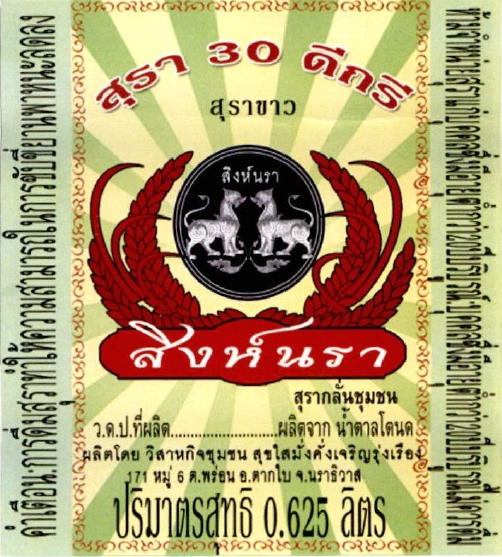 สุรา 30 ดีกรี
สุราขาว
สิงห์นรา
สิงห์นรา
สุรากลั่นชุมชน
ว.ด.ป.ที่ผลิต........................ผลิตจาก น้ำตาลโตนด
ผลิตโดย วิสาหกิจชุมชน สุขใสมั่งคั่งเจริญรุ่งเรือง
171 หมู่ 6 ต.พร่อน อ.ตากใบ จ.นราธิวาส
ปริมาตรสุทธิ 0.625 ลิตร
คำเตือน:การดื่มสุราทำให้ความสามารถในการขับขี่ยานพาหนะลดลง